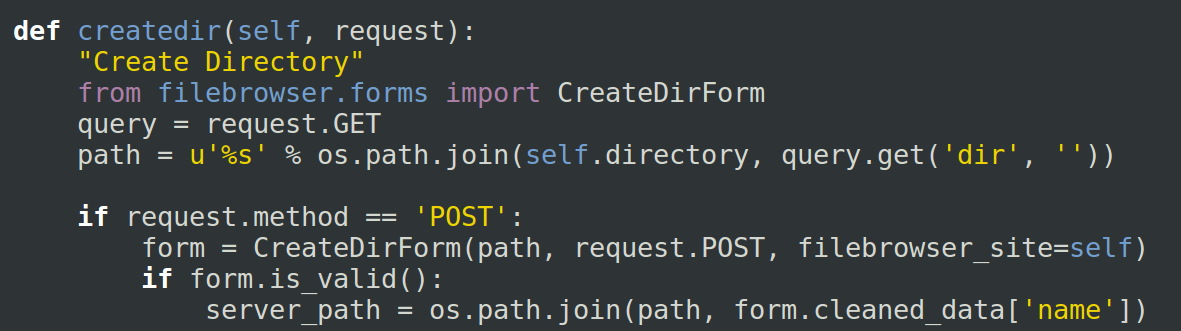 def createdir(self, request):
    "Create Directory"
    from filebrowser.forms import CreateDirForm
    query = request.GET
    path = u'%s' % os.path.join(self.directory, query.get('dir', ''))

    if request.method == 'POST':
        form = CreateDirForm(path, request.POST, filebrowser_site=self)
        if form.is_valid():
            server_path = os.path.join(path, form.cleaned_data['name'])